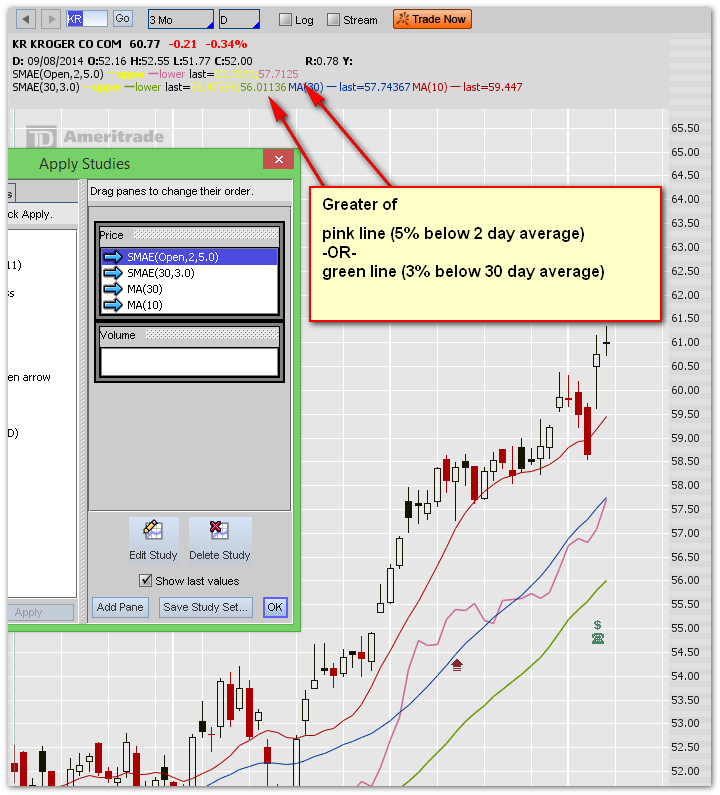 KR
Go
3 Mo
D
Log
Stream
Trade Now
KR KROGER CO COM 60.77 -0.21 -0.34%
D: 09/08/2014 O:52.16 H:52.55 L:51.77 C:52.00 R:0.78 Y:
SMAE(Open,2,5.0) —upper —lower last= 57.7125
SMAE(30,3.0) —upper —lower last= 56.01136 MA(30) — last=57.74367 MA(10) — last=59.447
TD Ameritrade
Apply Studies
s
ck Apply.
Drag panes to change their order.
Price
SMAE(Open,2,5.0)
SMAE(30,3.0)
MA(30)
MA(10)
Volume
11)
ss
en arrow
D)
Edit Study
Delete Study
Show last values
Apply
Add Pane
Save Study Set...
OK
Greater of
pink line (5% below 2 day average)
-OR-
green line (3% below 30 day average)
65.50
65.00
64.50
64.00
63.50
63.00
62.50
62.00
61.50
61.00
60.50
60.00
59.50
59.00
58.50
58.00
57.50
57.00
56.50
56.00
55.50
55.00
54.50
54.00
53.50
53.00
52.50
52.00
$